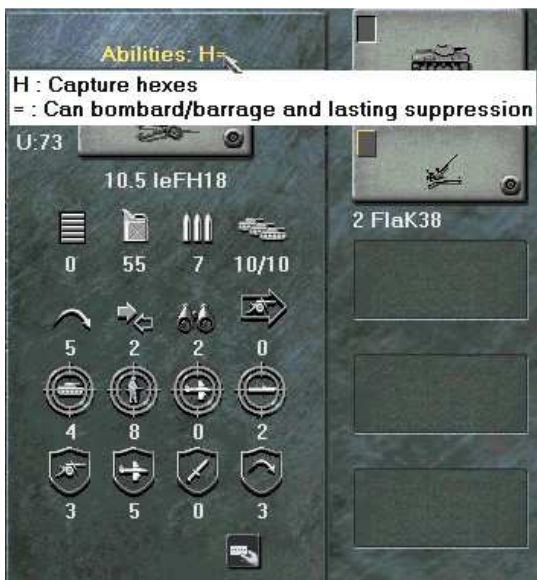 Abilities: H=
H : Capture hexes
= : Can bombard/barrage and lasting suppression
U:73
10.5 leFH18
2 FlaK38
0 55 7 10/10
5 2 2 0
4 8 0 2
3 5 0 3